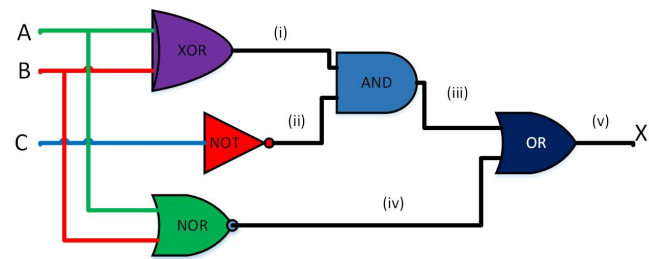 A
B
C
XOR
(i)
NOT
(ii)
AND
(iii)
NOR
(iv)
OR
(v)
X